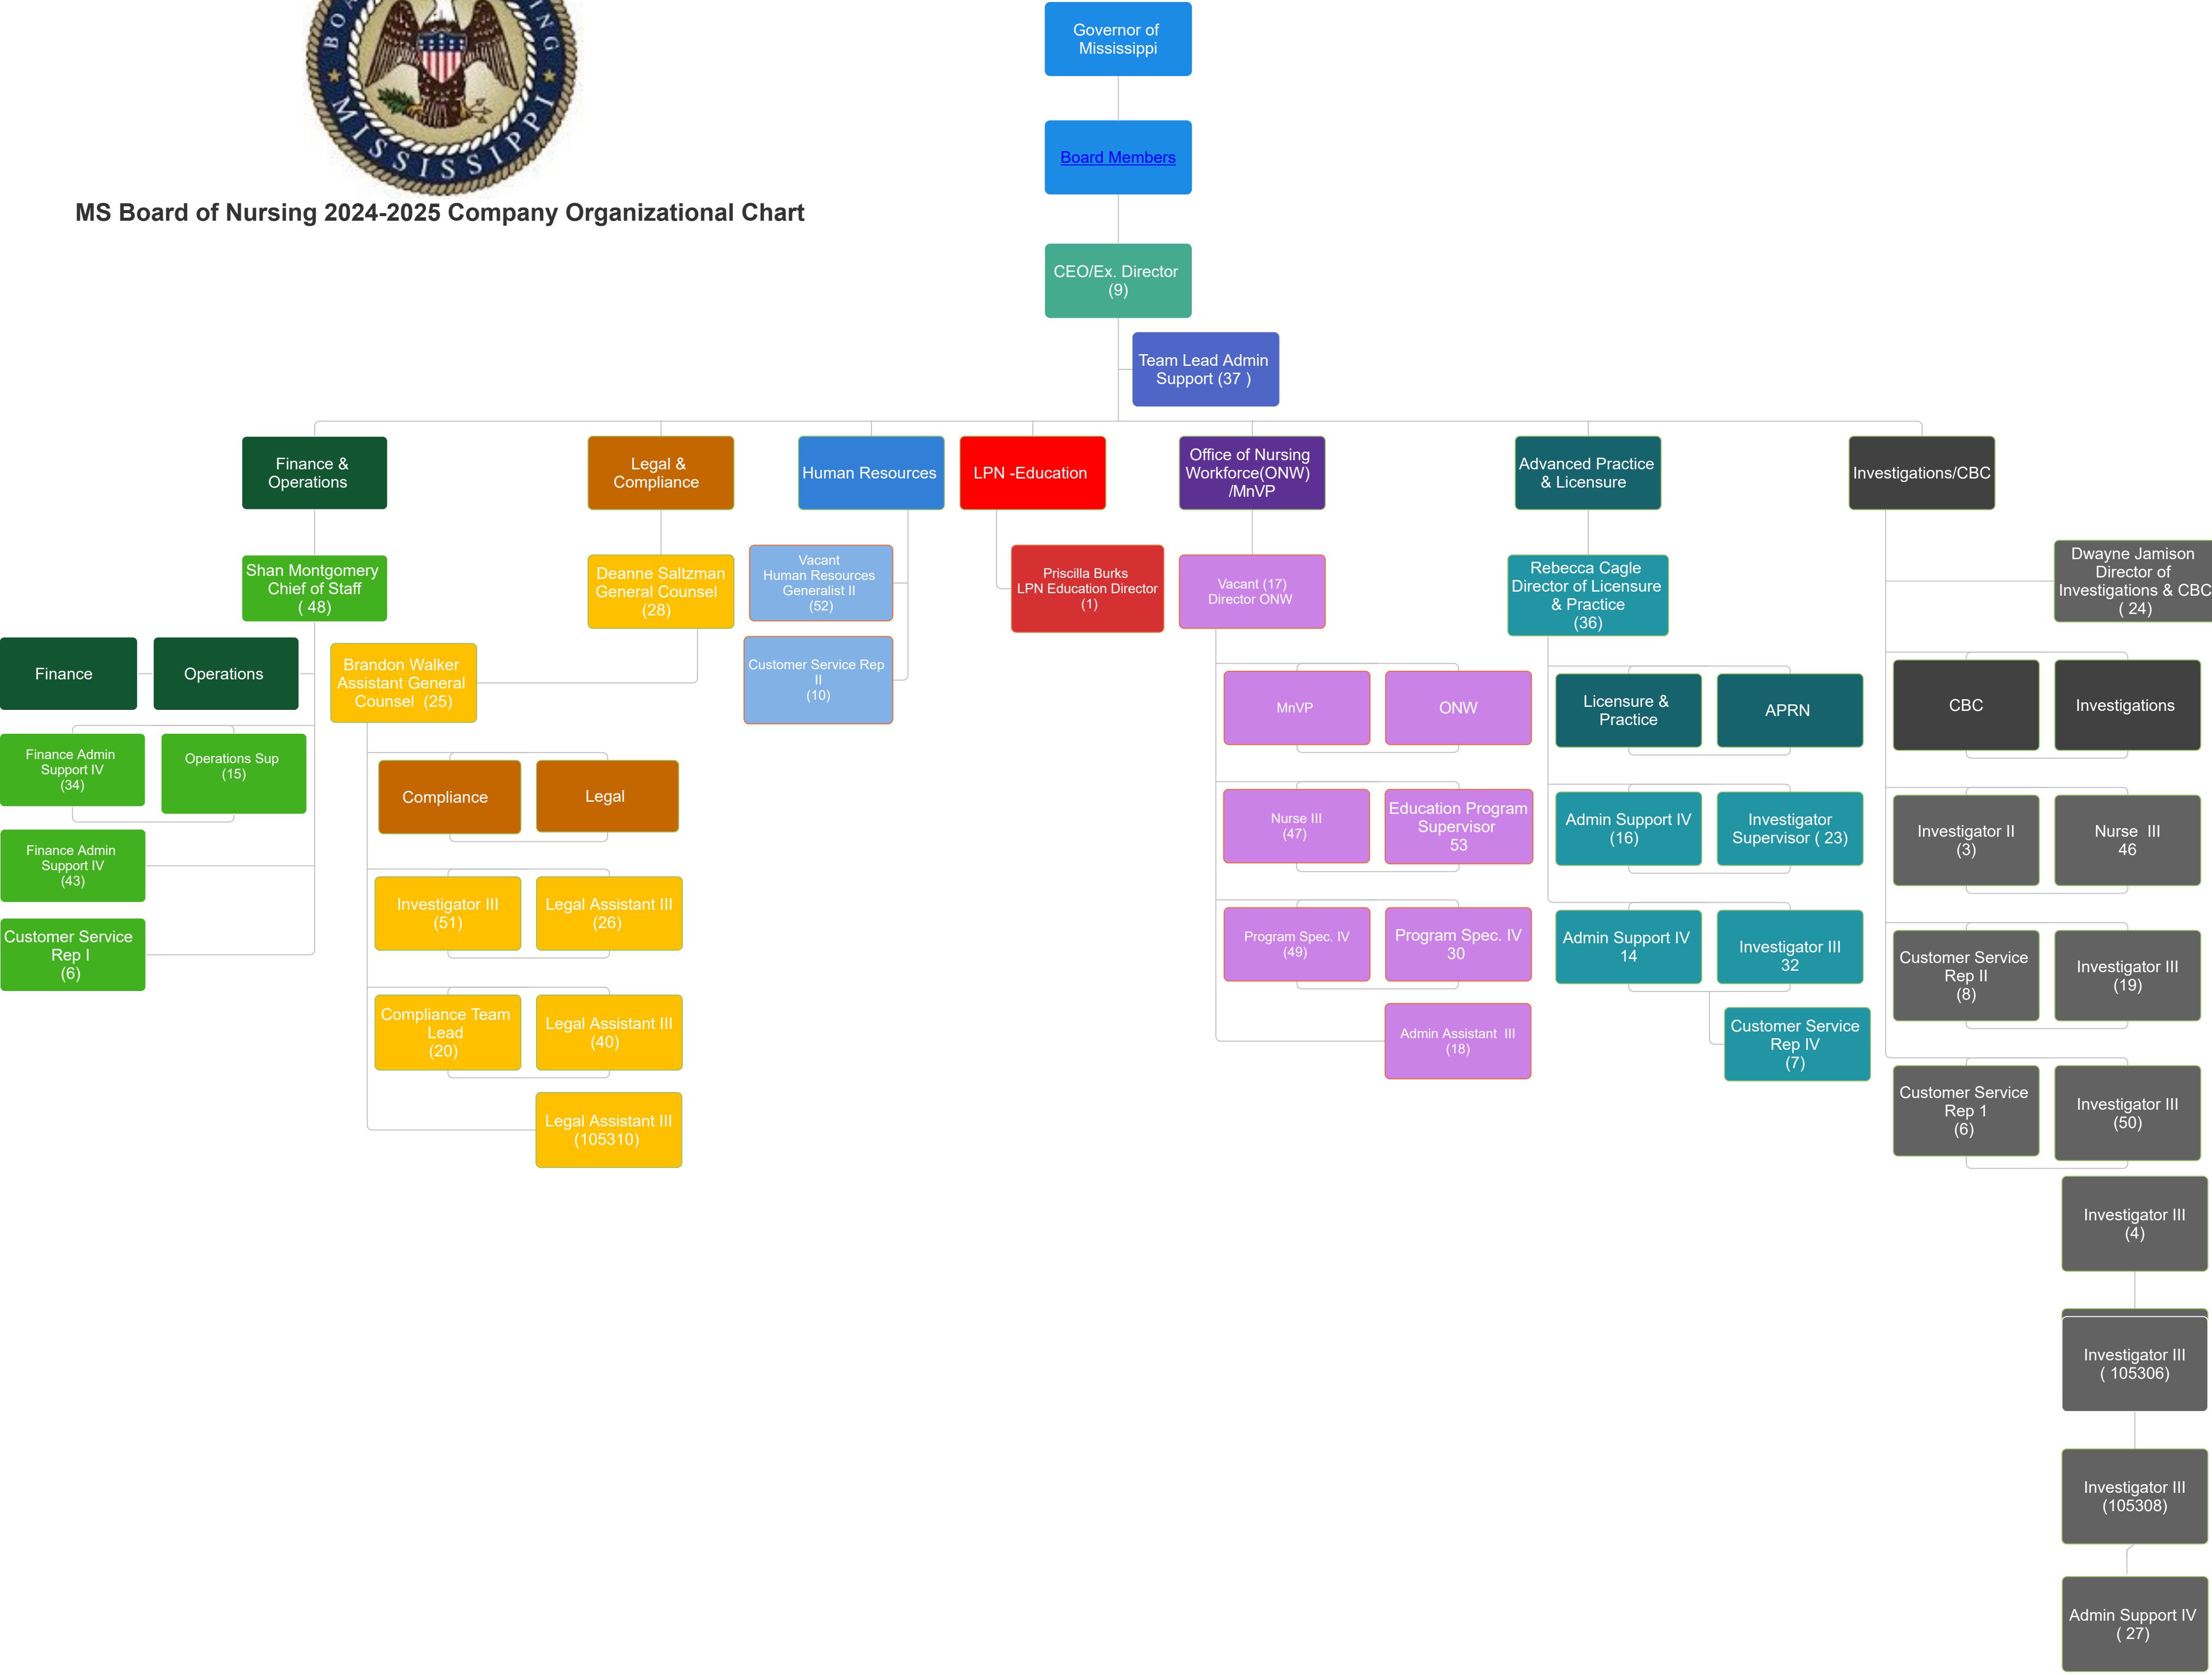 BOA
ING
MISSISSIPPI
MS Board of Nursing 2024-2025 Company Organizational Chart
Governor of
Mississippi
Board Members
CEO/Ex. Director
(9)
Team Lead Admin
Support (37 )
Finance &
Operations
Legal &
Compliance
Human Resources
LPN -Education
Office of Nursing
Workforce(ONW)
/MnVP
Advanced Practice
& Licensure
Investigations/CBC
Shan Montgomery
Chief of Staff
( 48)
Deanne Saltzman
General Counsel
(28)
Vacant
Human Resources
Generalist II
(52)
Priscilla Burks
LPN Education Director
(1)
Vacant (17)
Director ONW
Rebecca Cagle
Director of Licensure
& Practice
(36)
Dwayne Jamison
Director of
Investigations & CBC
( 24)
Finance
Operations
Brandon Walker
Assistant General
Counsel (25)
Customer Service Rep
II
(10)
MnVP
ONW
Licensure &
Practice
APRN
CBC
Investigations
Finance Admin
Support IV
(34)
Operations Sup
(15)
Compliance
Legal
Nurse III
(47)
Education Program
Supervisor
53
Admin Support IV
(16)
Investigator
Supervisor ( 23)
Investigator II
(3)
Nurse III
46
Finance Admin
Support IV
(43)
Investigator III
(51)
Legal Assistant III
(26)
Program Spec. IV
(49)
Program Spec. IV
30
Admin Support IV
14
Investigator III
32
Customer Service
Rep II
(8)
Investigator III
(19)
Customer Service
Rep I
(6)
Compliance Team
Lead
(20)
Legal Assistant III
(40)
Admin Assistant III
(18)
Customer Service
Rep IV
(7)
Customer Service
Rep 1
(6)
Investigator III
(50)
Legal Assistant III
(105310)
Investigator III
(4)
Investigator III
( 105306)
Investigator III
(105308)
Admin Support IV
( 27)